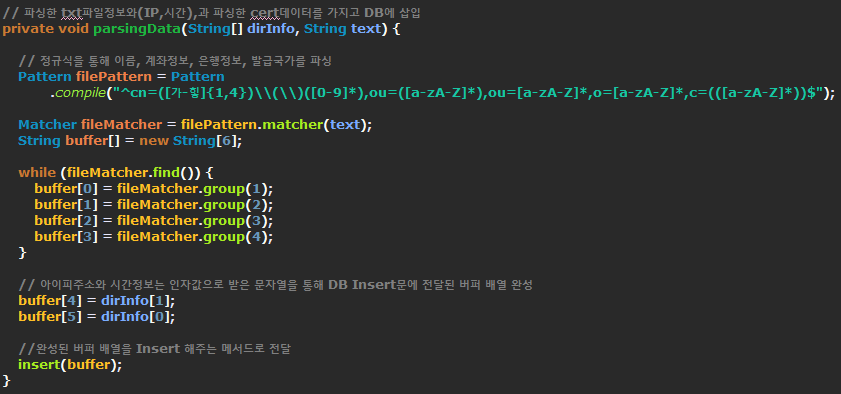 // 파싱한 txt파일정보와(IP,시간),과 파싱한 cert데이터를 가지고 DB에 삽입
private void parsingData(String[] dirInfo, String text) {
// 정규식을 통해 이름, 계좌정보, 은행정보, 발급국가를 파싱
Pattern filePattern = Pattern
.compile("^cn=([가-힣]{1,4})\\(\\)([0-9]*),ou=([a-zA-Z]*),ou=[a-zA-Z]*,o=[a-zA-Z]*,c=(([a-zA-Z]*))$");
Matcher fileMatcher = filePattern.matcher(text);
String buffer[] = new String[6];
while (fileMatcher.find()) {
buffer[0] = fileMatcher.group(1);
buffer[1] = fileMatcher.group(2);
buffer[2] = fileMatcher.group(3);
buffer[3] = fileMatcher.group(4);
}
// 아이피주소와 시간정보는 인자값으로 받은 문자열을 통해 DB Insert문에 전달된 버퍼 배열 완성
buffer[4] = dirInfo[1];
buffer[5] = dirInfo[0];
//완성된 버퍼 배열을 Insert 해주는 메서드로 전달
insert(buffer);
}